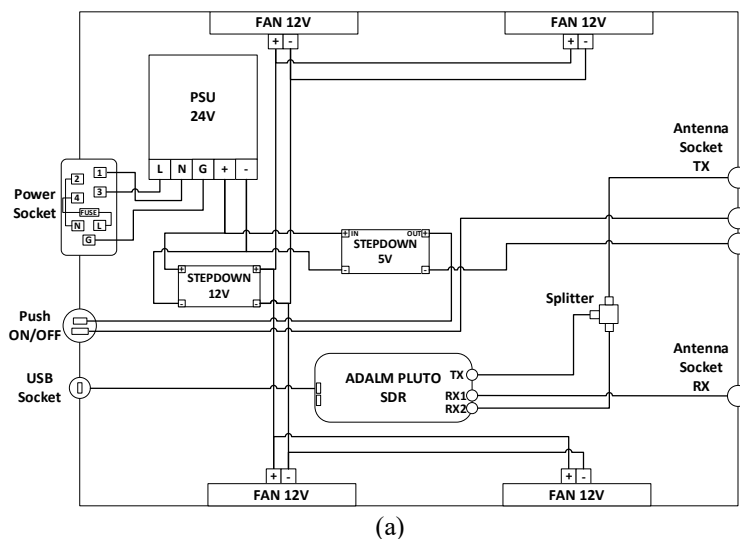 FAN 12V
FAN 12V
+ -
+ -
PSU
24V
L N G + -
Antenna
Socket
TX
2
1
3
4
FUSE
N
L
G
Power
Socket
+IN
OUT+
STEPDOWN
5V
-
-
+
+
STEPDOWN
12V
-
-
Splitter
Push
ON/OFF
USB
Socket
ADALM PLUTO
SDR
TX
RX1
RX2
Antenna
Socket
RX
+ -
+ -
FAN 12V
FAN 12V
(a)